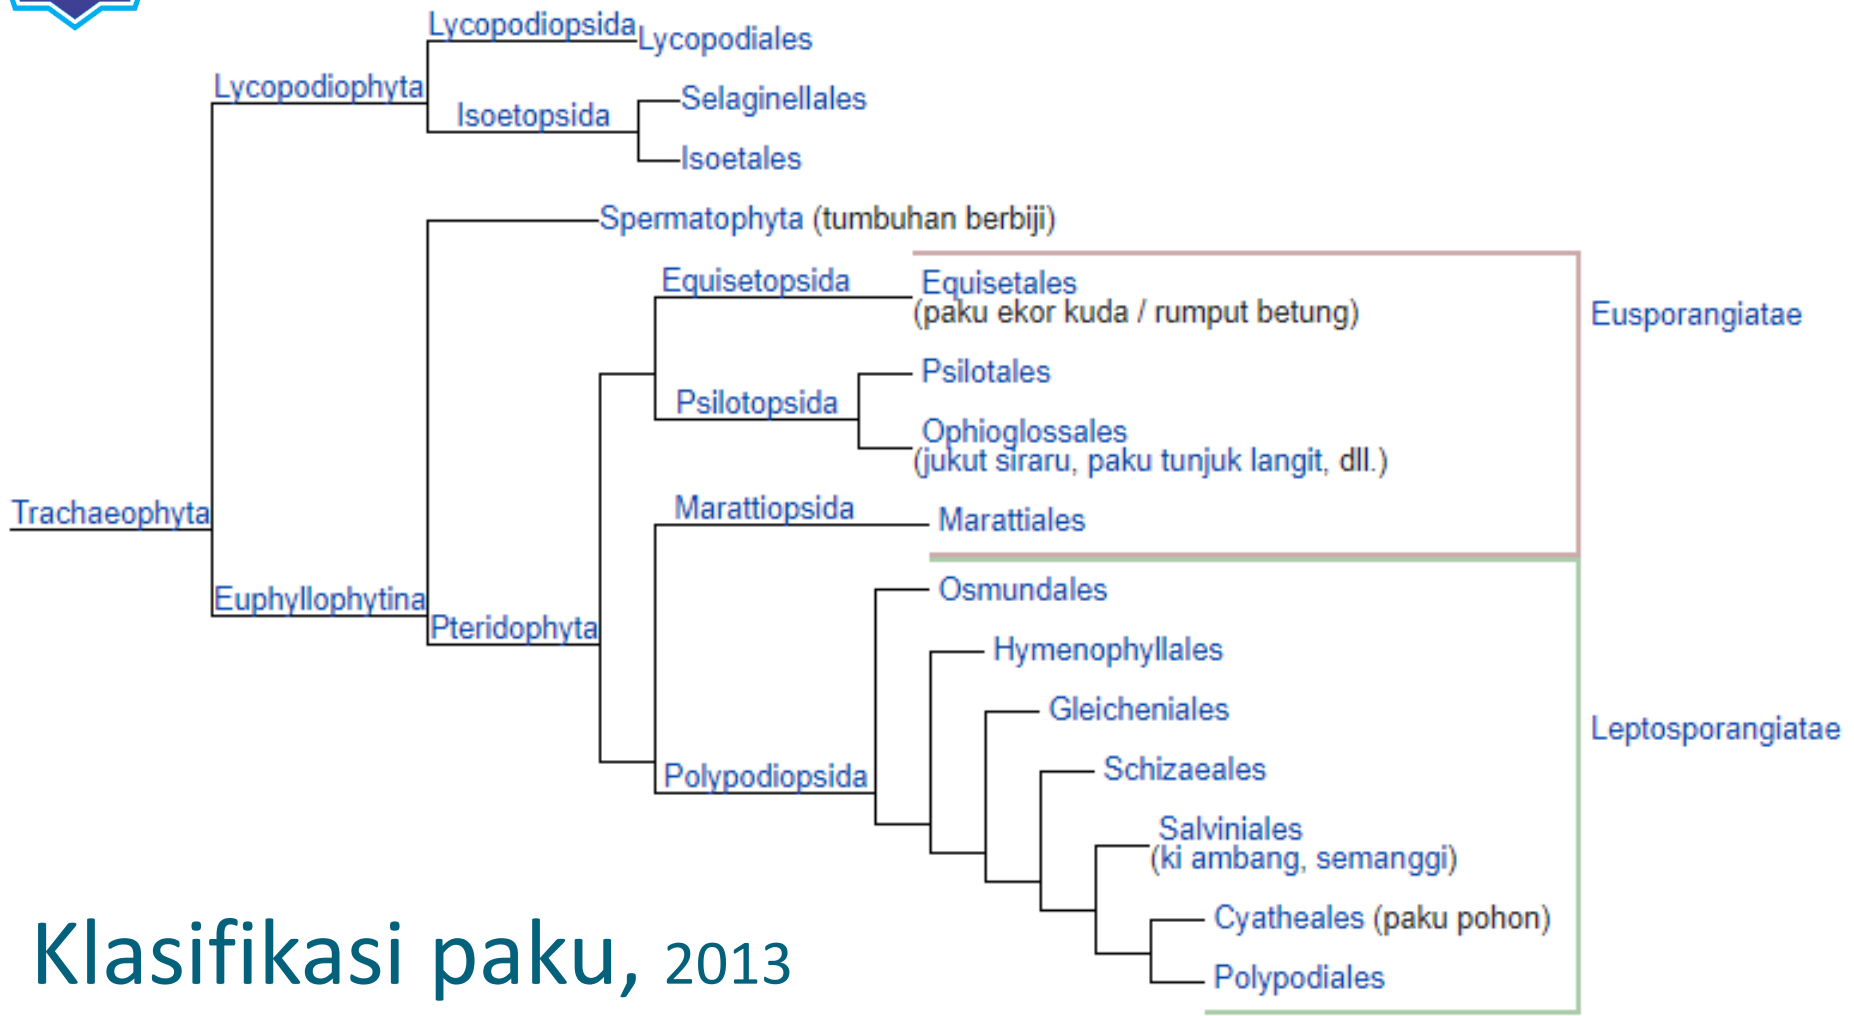 Lycopodiopsida
Lycopodiales
Lycopodiophyta
Selaginellales
Isoetopsida
Isoetales
Spermatophyta (tumbuhan berbiji)
Equisetopsida
Equisetales
(paku ekor kuda / rumput betung)
Eusporangiatae
Psilotales
Psilotopsida
Ophioglossales
(jukut siraru, paku tunjuk langit, dll.)
Marattiopsida
Marattiales
Trachaeophyta
Osmundales
Euphyllophytina
Pteridophyta
Hymenophyllales
Gleicheniales
Leptosporangiatae
Schizaeales
Polypodiopsida
Salviniales
(ki ambang, semanggi)
Cyatheales (paku pohon)
Polypodiales
Klasifikasi paku, 2013